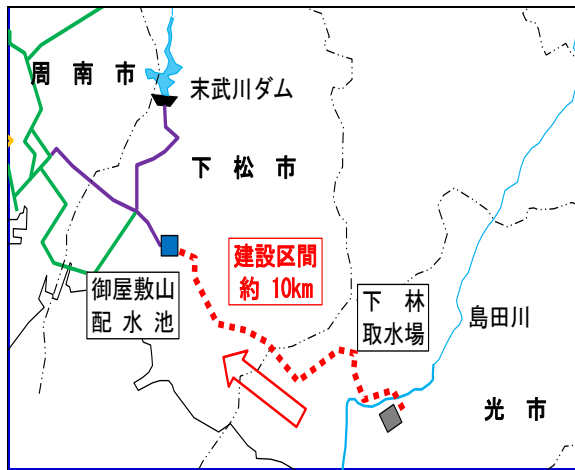 周南市
末武川ダム
下松市
建設区間
約 10km
御屋敷山
配水池
下林
取水場
島田川
光市